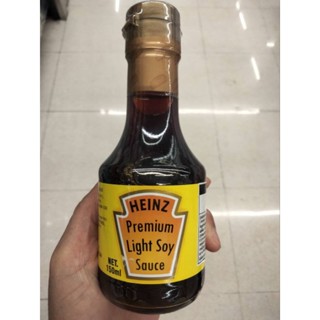 HEINZ
Premium
Light Soy
Sauce
NET.
150ml